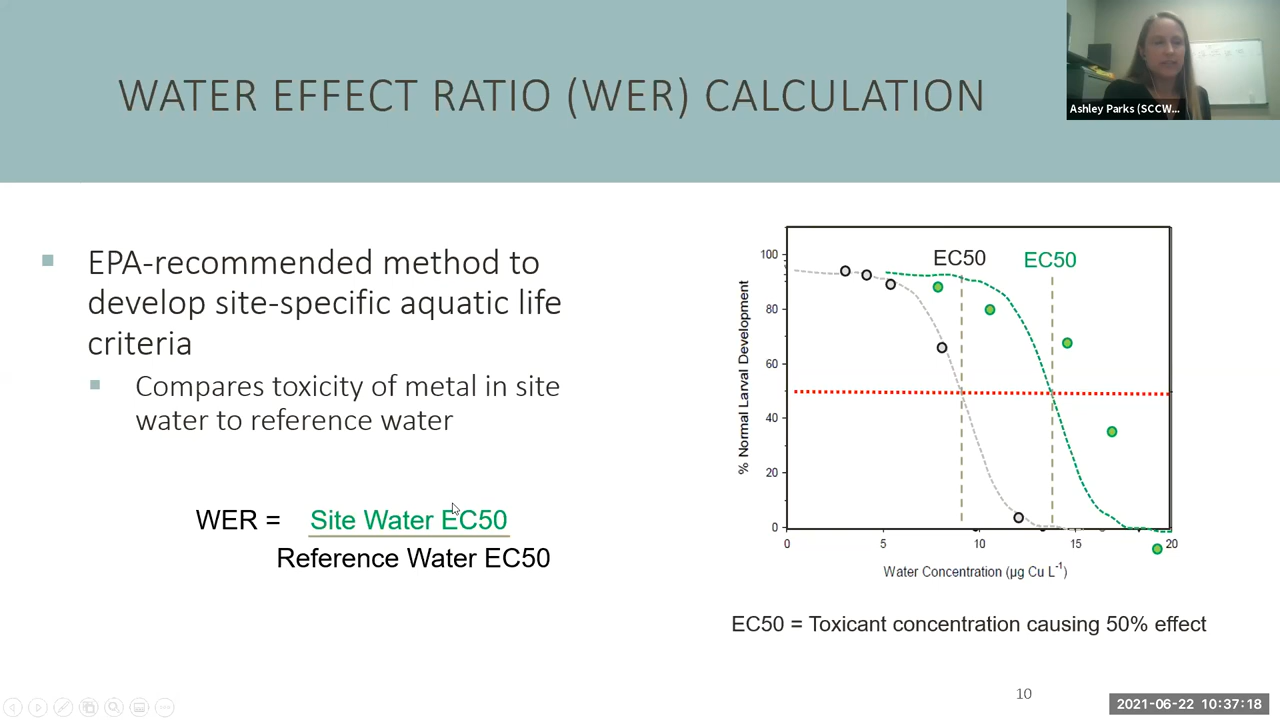 WATER EFFECT RATIO (WER) CALCULATION
Ashley Parks (SCCW...
EPA-recommended method to
develop site-specific aquatic life
criteria
Compares toxicity of metal in site
water to reference water
WER = Site Water EC50
Reference Water EC50
EC50 EC50
% Normal Larval Development
100
80
60
40
20
0
0 5 10 15 20
Water Concentration (µg Cu L⁻¹)
EC50 = Toxicant concentration causing 50% effect
10
2021-06-22 10:37:18